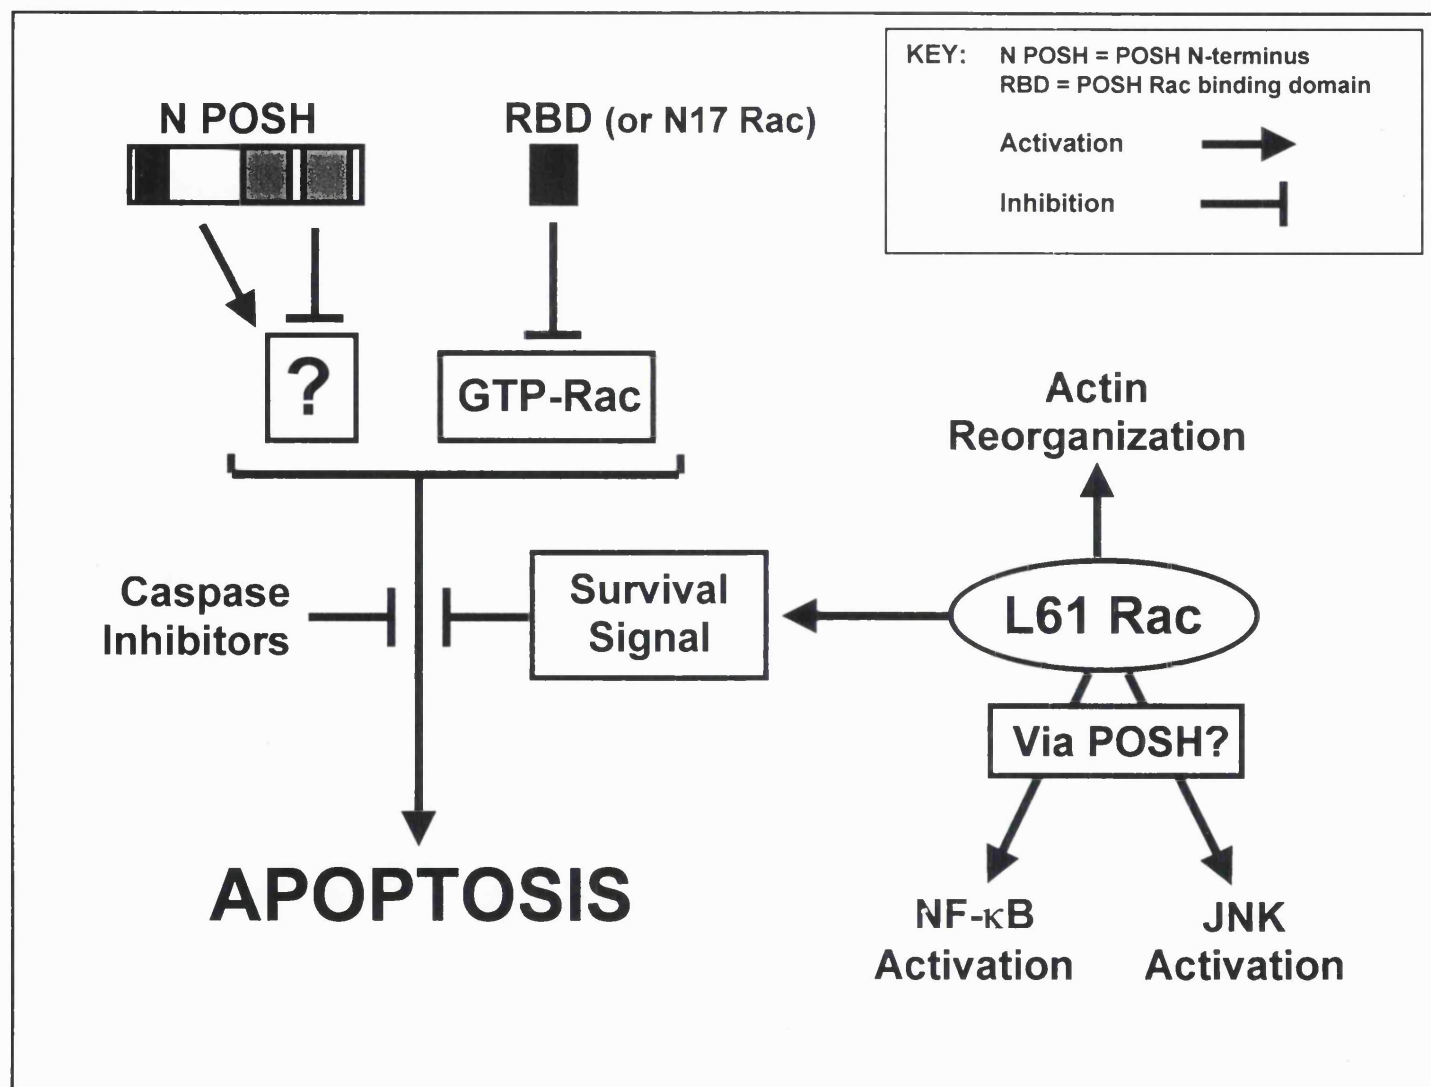 KEY: N POSH = POSH N-terminus
RBD = POSH Rac binding domain
Activation
Inhibition
N POSH
RBD (or N17 Rac)
?
GTP-Rac
Actin
Reorganization
Caspase
Inhibitors
Survival
Signal
L61 Rac
Via POSH?
APOPTOSIS
NF-κB
Activation
JNK
Activation